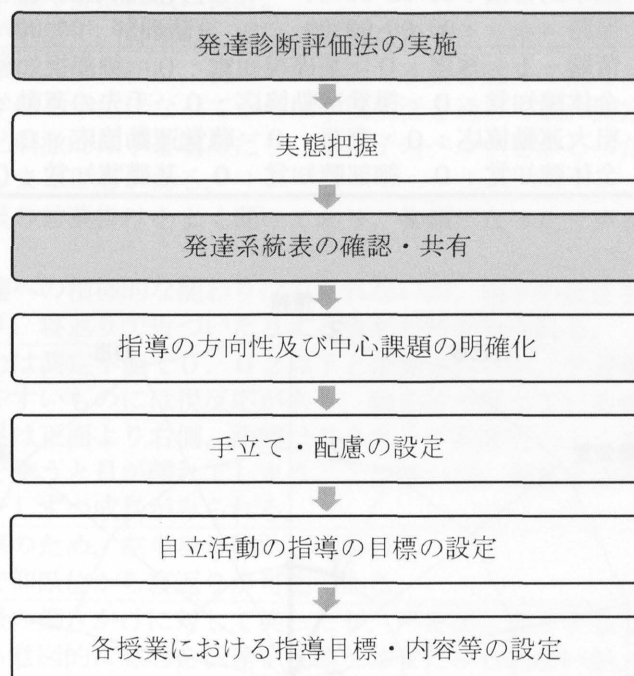 発達診断評価法の実施
実態把握
発達系統表の確認・共有
指導の方向性及び中心課題の明確化
手立て・配慮の設定
自立活動の指導の目標の設定
各授業における指導目標・内容等の設定